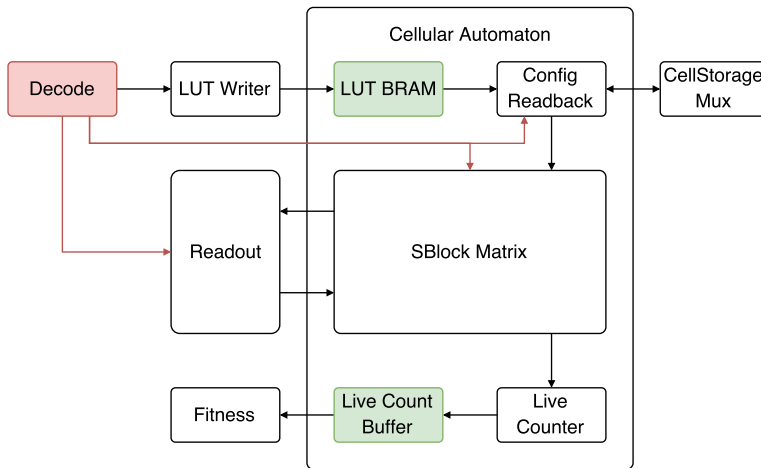 Cellular Automaton
Decode
LUT Writer
LUT BRAM
Config
Readback
CellStorage
Mux
Readout
SBlock Matrix
Fitness
Live Count
Buffer
Live
Counter